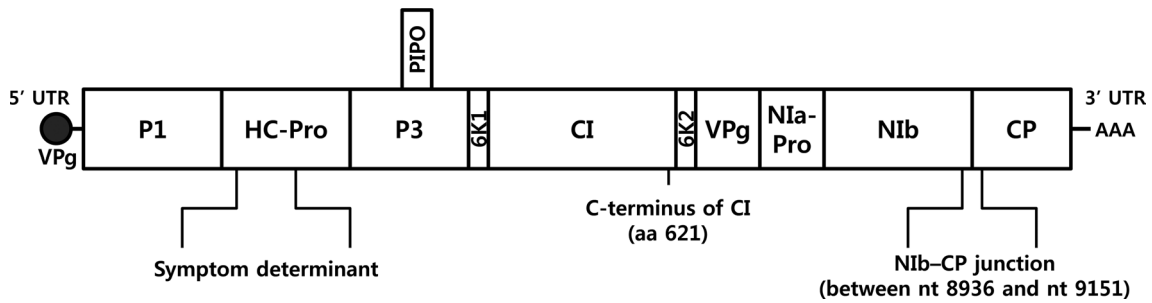 PIPO
5′ UTR
3′ UTR
P1
HC-Pro
P3
6K1
CI
6K2
VPg
NIa-
Pro
NIb
CP
AAA
VPg
C-terminus of CI
(aa 621)
Symptom determinant
NIb–CP junction
(between nt 8936 and nt 9151)